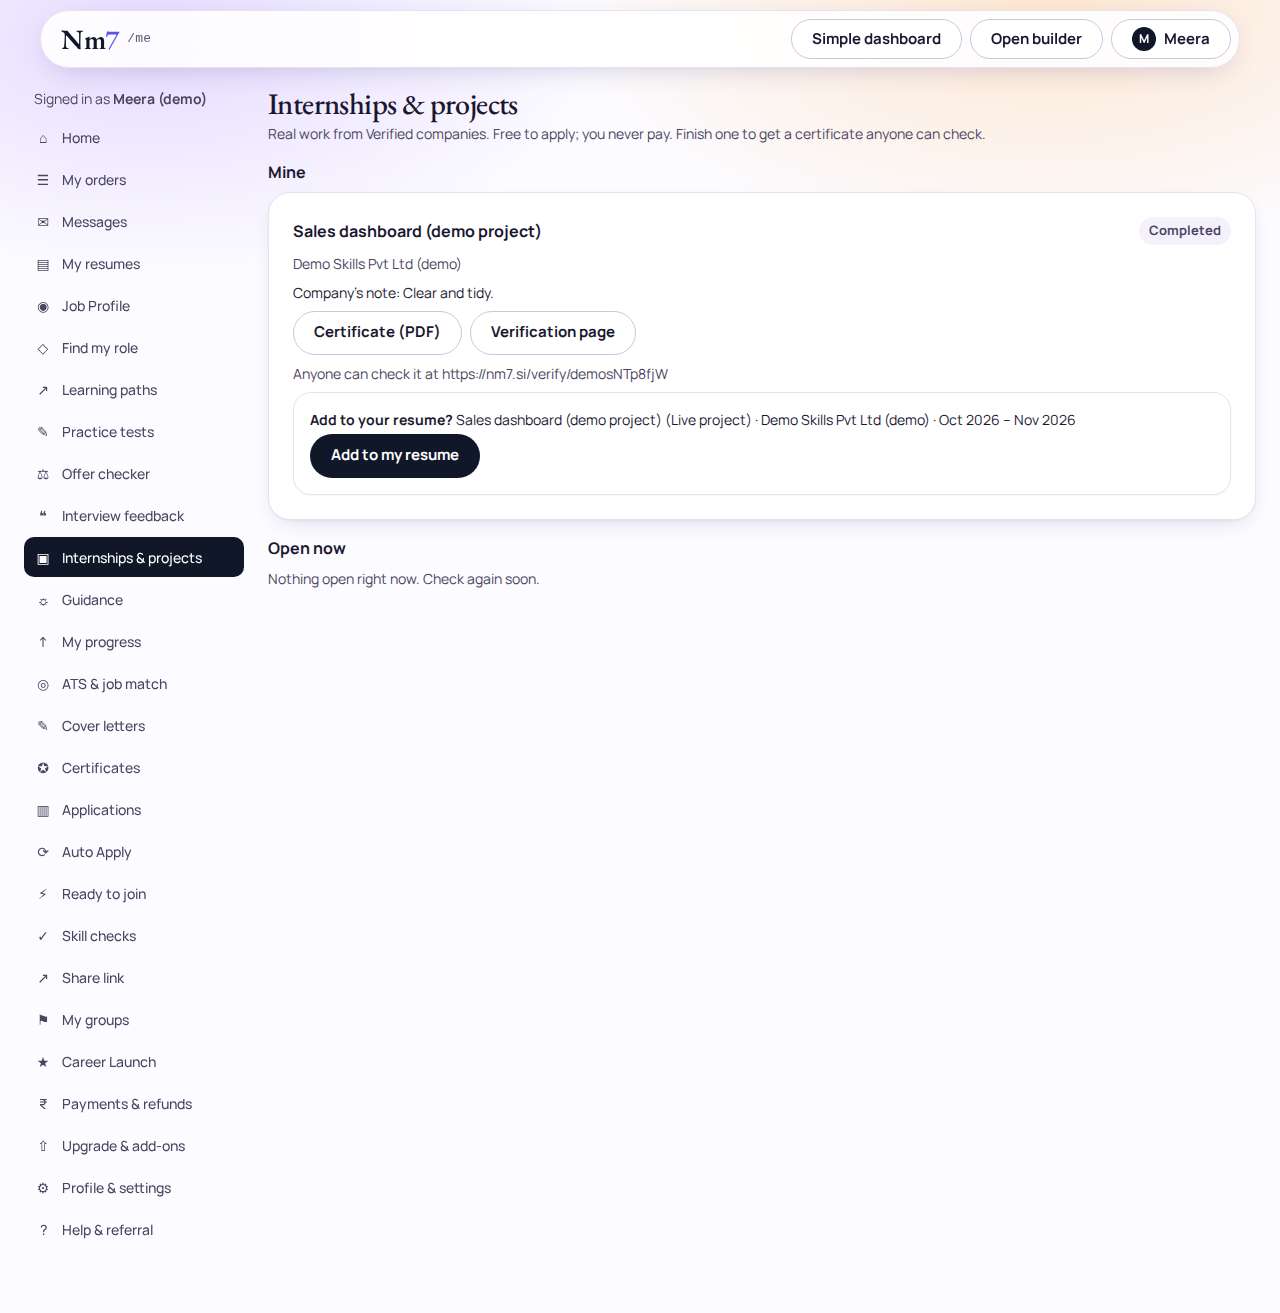 Nm7 /me
Simple dashboard
Open builder
M Meera
Signed in as Meera (demo)
Home
My orders
Messages
My resumes
Job Profile
Find my role
Learning paths
Practice tests
Offer checker
Interview feedback
Internships & projects
Guidance
My progress
ATS & job match
Cover letters
Certificates
Applications
Auto Apply
Ready to join
Skill checks
Share link
My groups
Career Launch
₹ Payments & refunds
Upgrade & add-ons
Profile & settings
? Help & referral
Internships & projects
Real work from Verified companies. Free to apply; you never pay. Finish one to get a certificate anyone can check.
Mine
Sales dashboard (demo project)
Completed
Demo Skills Pvt Ltd (demo)
Company's note: Clear and tidy.
Certificate (PDF)
Verification page
Anyone can check it at https://nm7.si/verify/demosNTp8fjW
Add to your resume? Sales dashboard (demo project) (Live project) · Demo Skills Pvt Ltd (demo) · Oct 2026 – Nov 2026
Add to my resume
Open now
Nothing open right now. Check again soon.